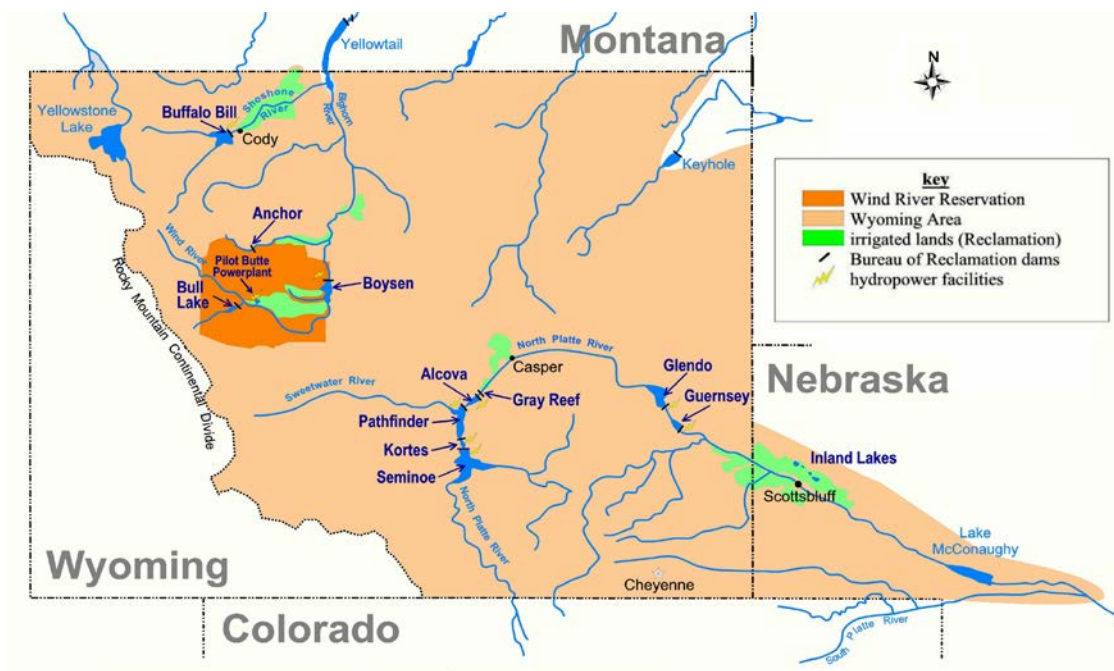 Yellowtail
Montana
N
Yellowstone
Lake
Buffalo Bill
Shoshone
River
Bighorn
River
Cody
Keyhole
key
Wind River Reservation
Wyoming Area
irrigated lands (Reclamation)
Bureau of Reclamation dams
hydropower facilities
Anchor
Wind River
Pilot Butte
Powerplant
Bull
Lake
Boysen
Rocky Mountain Continental Divide
North Platte River
Casper
Nebraska
Alcova
Gray Reef
Glendo
Guernsey
Sweetwater River
Pathfinder
Kortes
Seminoe
Inland Lakes
Scottsbluff
North Platte River
Lake
McConaughy
Wyoming
Cheyenne
Colorado
South Platte River